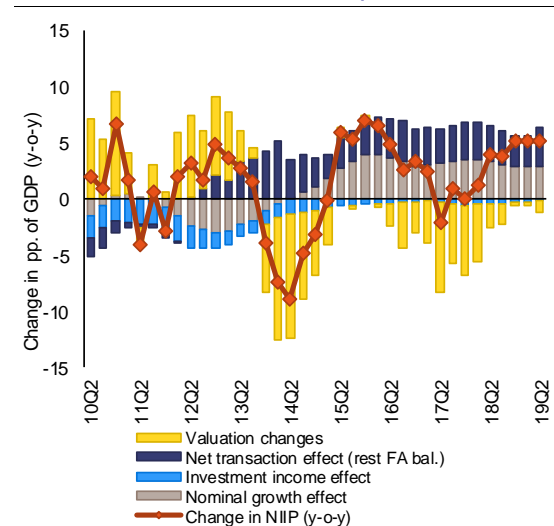 Change in pp. of GDP (y-o-y)
15
10
5
0
-5
-10
-15
10Q2
11Q2
12Q2
13Q2
14Q2
15Q2
16Q2
17Q2
18Q2
19Q2
Valuation changes
Net transaction effect (rest FA bal.)
Investment income effect
Nominal growth effect
Change in NIIP (y-o-y)